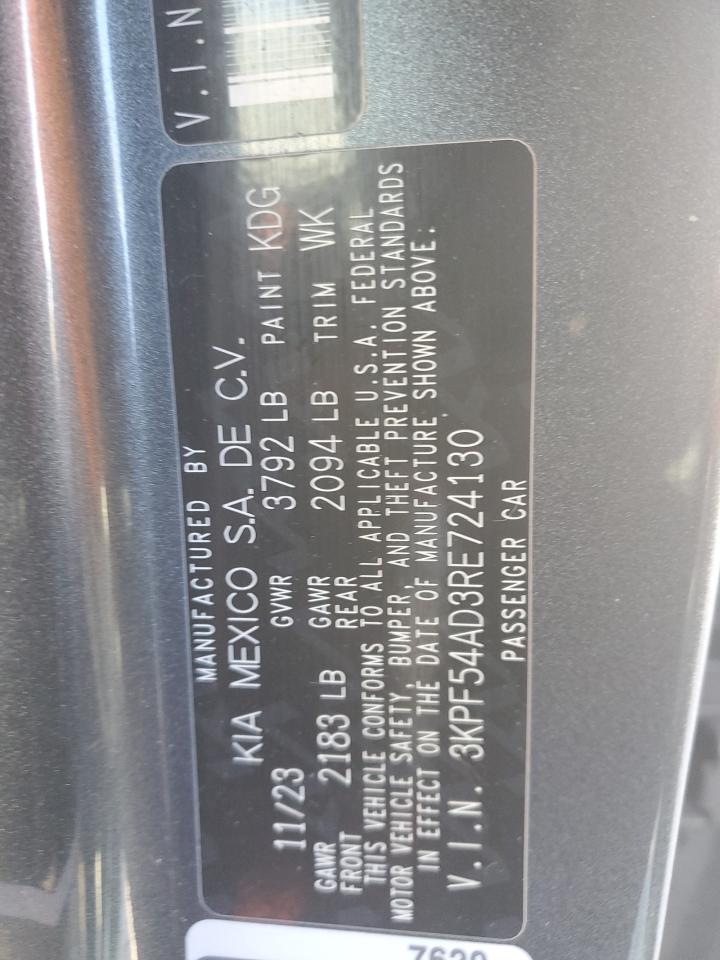 V.I.N
MANUFACTURED BY
KIA MEXICO S.A. DE C.V.
11/23 GVWR 3792 LB PAINT KDG
GAWR FRONT 2183 LB GAWR REAR 2094 LB TRIM WK
THIS VEHICLE CONFORMS TO ALL APPLICABLE U.S.A. FEDERAL
MOTOR VEHICLE SAFETY, BUMPER, AND THEFT PREVENTION STANDARDS
IN EFFECT ON THE DATE OF MANUFACTURE SHOWN ABOVE.
V.I.N. 3KPF54AD3RE724130
PASSENGER CAR